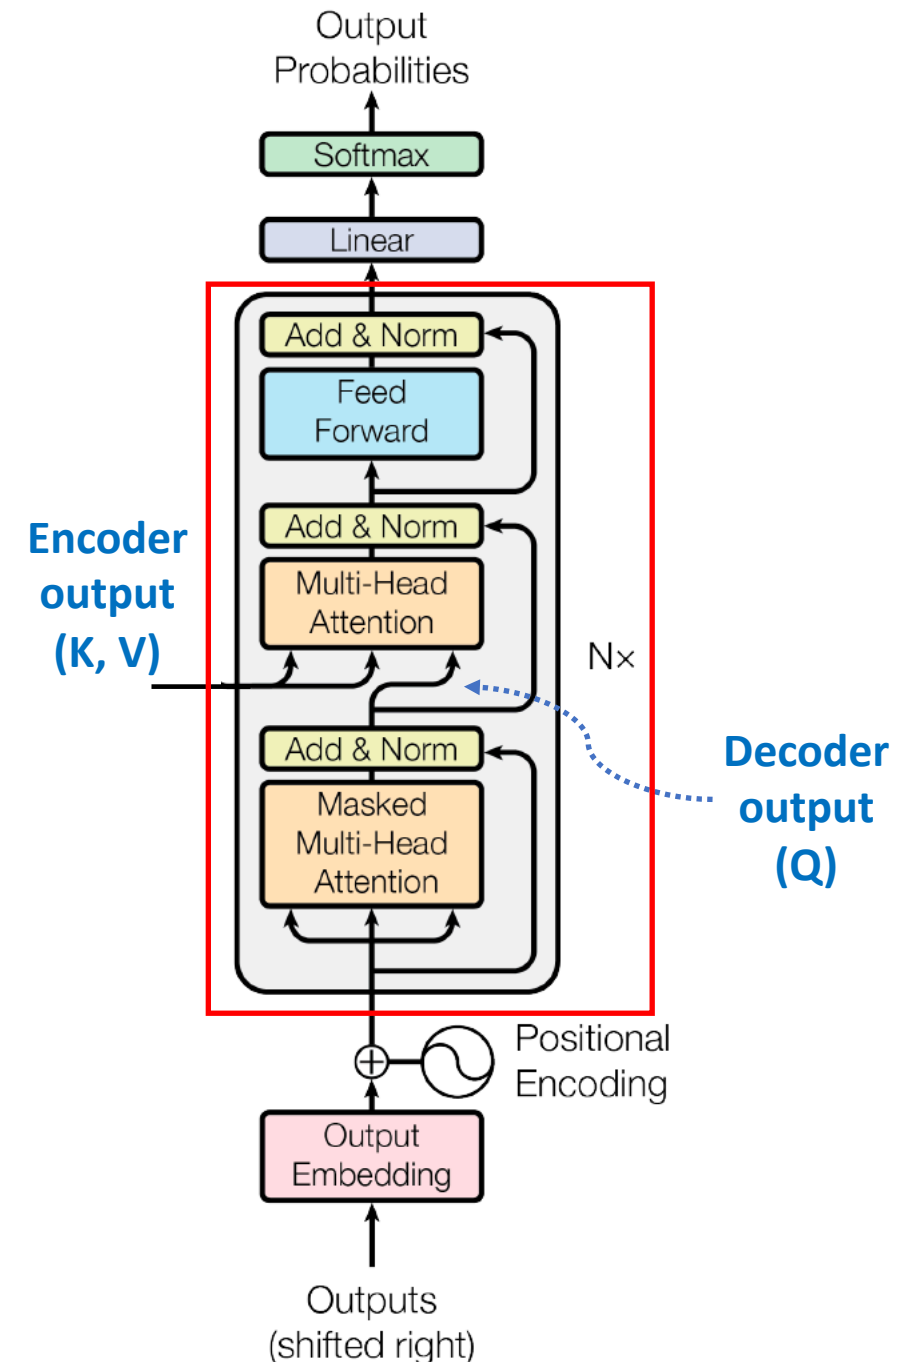 Output
Probabilities
Softmax
Linear
Add & Norm
Feed
Forward
Add & Norm
Encoder
output
(K, V)
Multi-Head
Attention
N×
Add & Norm
Decoder
output
(Q)
Masked
Multi-Head
Attention
Positional
Encoding
Output
Embedding
Outputs
(shifted right)